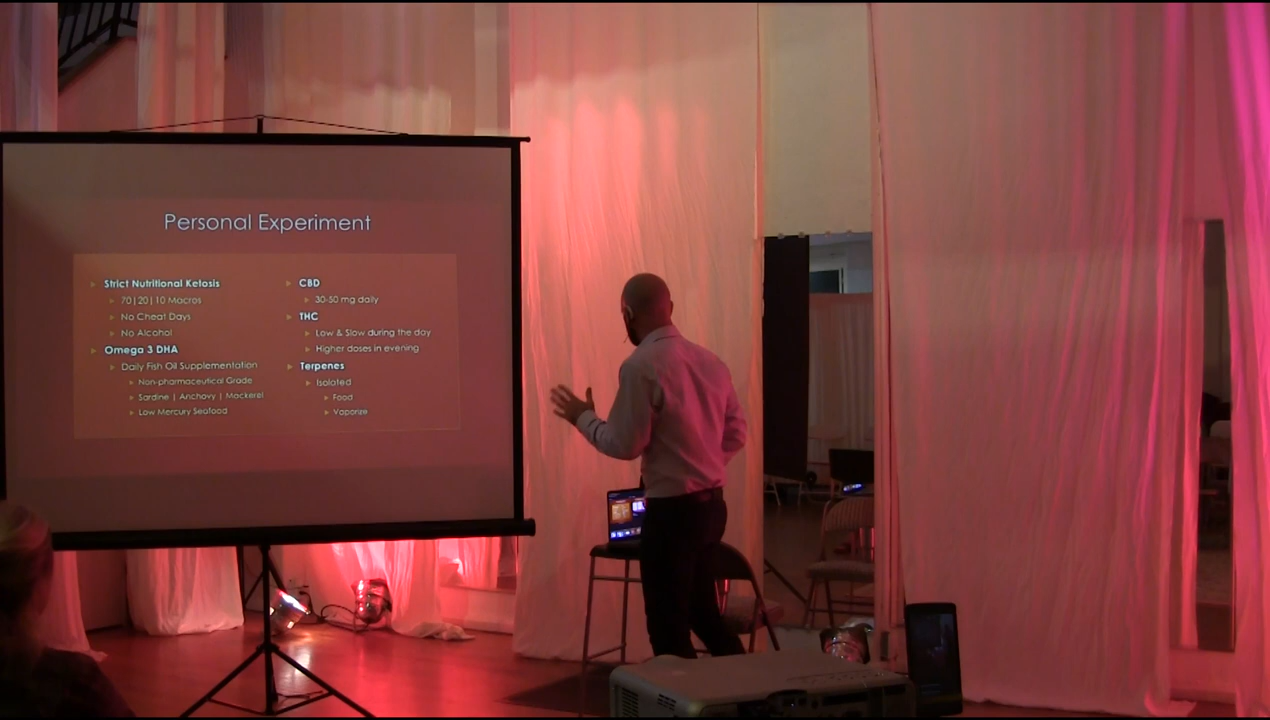 Personal Experiment
Strict Nutritional Ketosis
70|20|10 Macros
No Cheat Days
No Alcohol
Omega 3 DHA
Daily Fish Oil Supplementation
Non-pharmaceutical Grade
Sardine | Anchovy | Mackerel
Low Mercury Seafood
CBD
30-50 mg daily
THC
Low & Slow during the day
Higher doses in evening
Terpenes
Isolated
Food
Vaporize